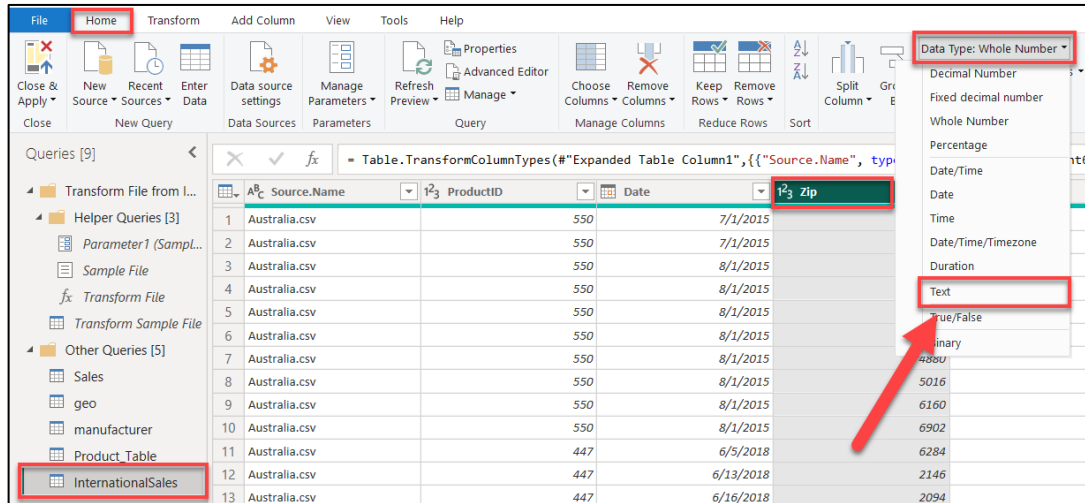 File Home Transform Add Column View Tools Help
Close & Apply
New Source
Recent Sources
Enter Data
Data source settings
Manage Parameters
Refresh Preview
Properties
Advanced Editor
Manage
Choose Columns
Remove Columns
Keep Rows
Remove Rows
Split Column
Data Type: Whole Number
Close New Query Data Sources Parameters Query Manage Columns Reduce Rows Sort
Decimal Number
Fixed decimal number
Whole Number
Percentage
Date/Time
Date
Time
Date/Time/Timezone
Duration
Text
True/False
Binary
Queries [9]
= Table.TransformColumnTypes(#"Expanded Table Column1",{{"Source.Name",
Transform File from I...
Helper Queries [3]
Parameter1 (Sampl...
Sample File
fx Transform File
Transform Sample File
Other Queries [5]
Sales
geo
manufacturer
Product_Table
InternationalSales
ABC Source.Name 123 ProductID Date 123 Zip
1 Australia.csv 550 7/1/2015
2 Australia.csv 550 7/1/2015
3 Australia.csv 550 8/1/2015
4 Australia.csv 550 8/1/2015
5 Australia.csv 550 8/1/2015
6 Australia.csv 550 8/1/2015
7 Australia.csv 550 8/1/2015 4880
8 Australia.csv 550 8/1/2015 5016
9 Australia.csv 550 8/1/2015 6160
10 Australia.csv 550 8/1/2015 6902
11 Australia.csv 447 6/5/2018 6284
12 Australia.csv 447 6/13/2018 2146
13 Australia.csv 447 6/16/2018 2094